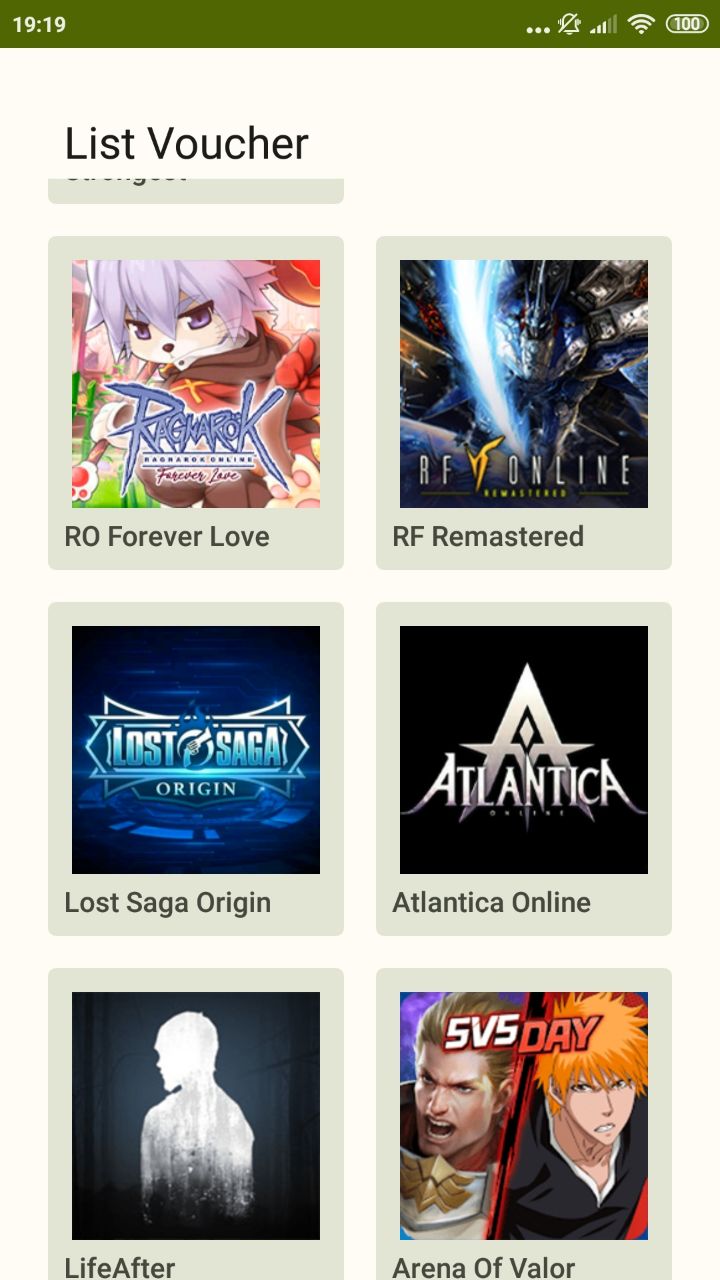 19:19
100
List Voucher
Strongest
RAGNAROK
RAGNAROK ONLINE
Forever Love
RF ONLINE
REMASTERED
RO Forever Love
RF Remastered
LOST SAGA
ORIGIN
ATLANTICA
ONLINE
Lost Saga Origin
Atlantica Online
5V5 DAY
LifeAfter
Arena Of Valor